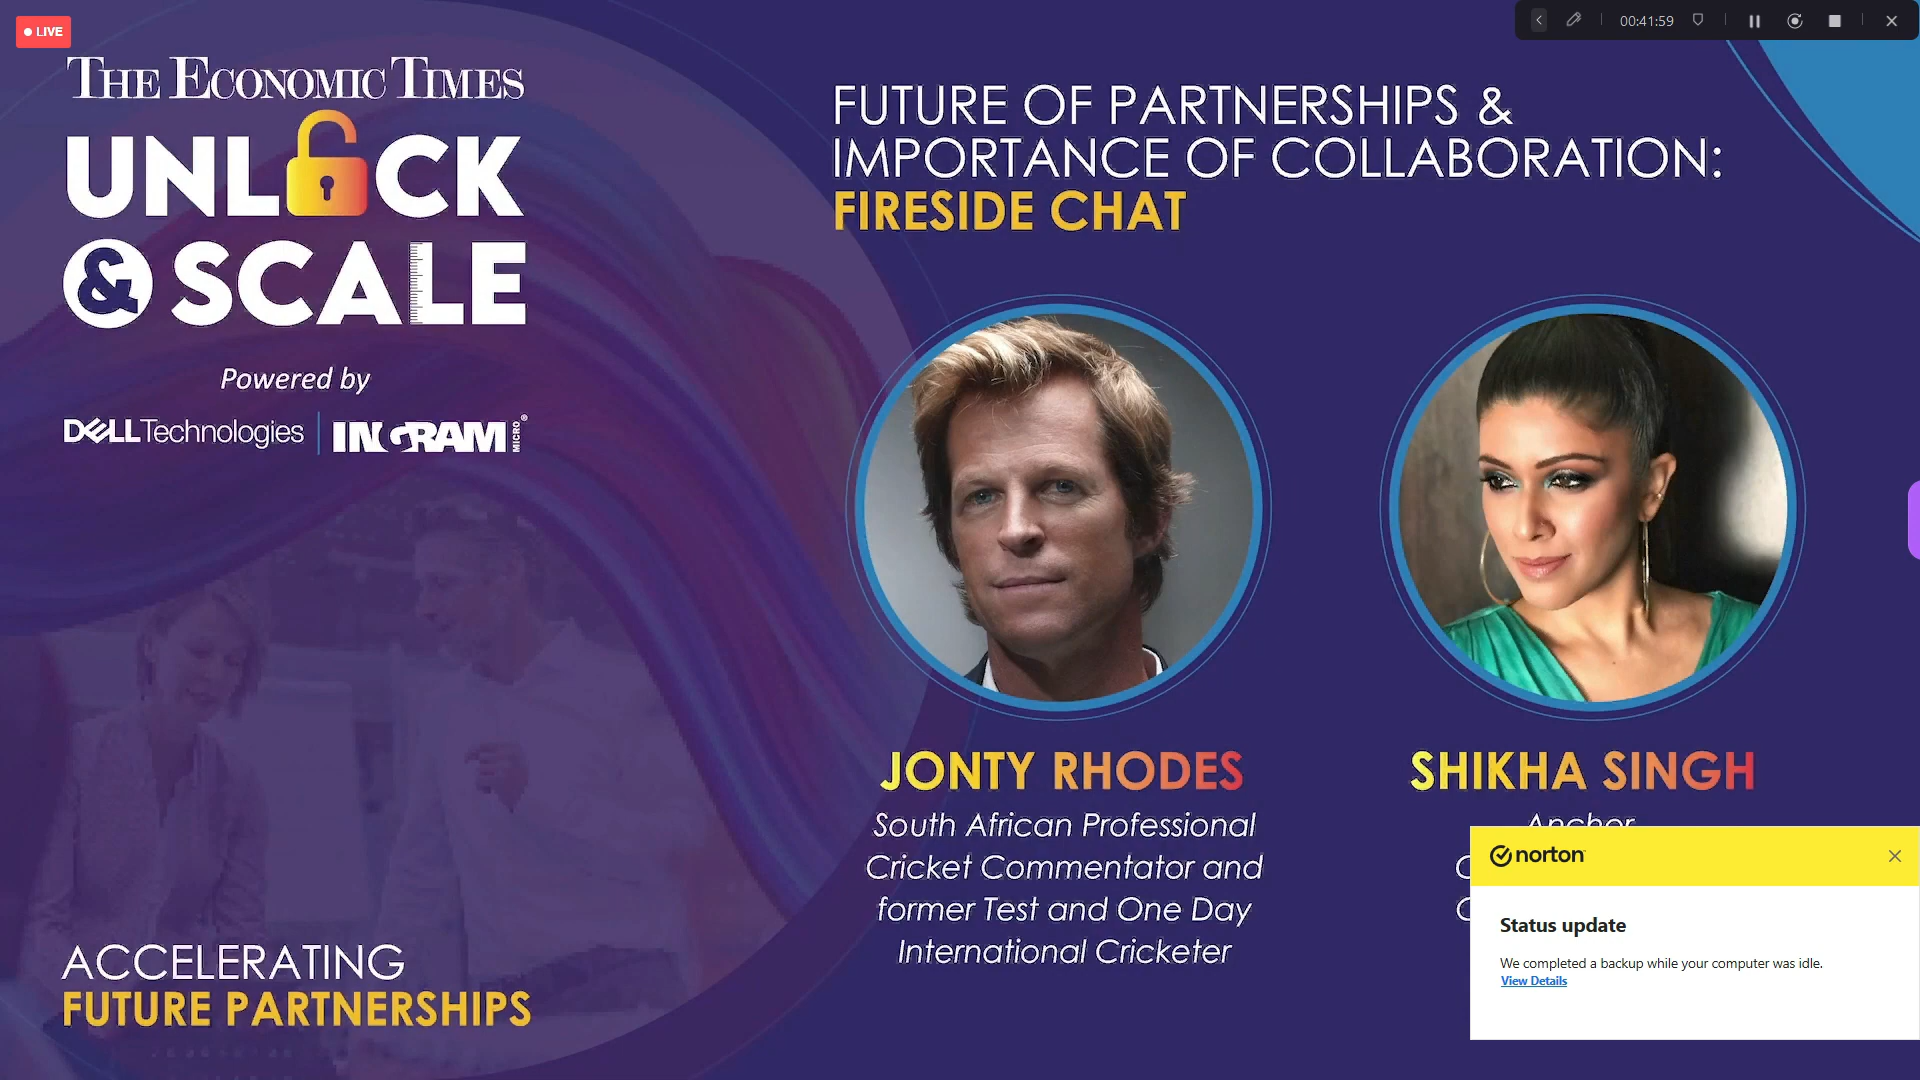 LIVE
00:41:59
THE ECONOMIC TIMES
UNLOCK
& SCALE
Powered by
DELLTechnologies | INGRAM MICRO®
ACCELERATING
FUTURE PARTNERSHIPS
FUTURE OF PARTNERSHIPS &
IMPORTANCE OF COLLABORATION:
FIRESIDE CHAT
JONTY RHODES
South African Professional
Cricket Commentator and
former Test and One Day
International Cricketer
SHIKHA SINGH
Anchor
norton
Status update
We completed a backup while your computer was idle.
View Details